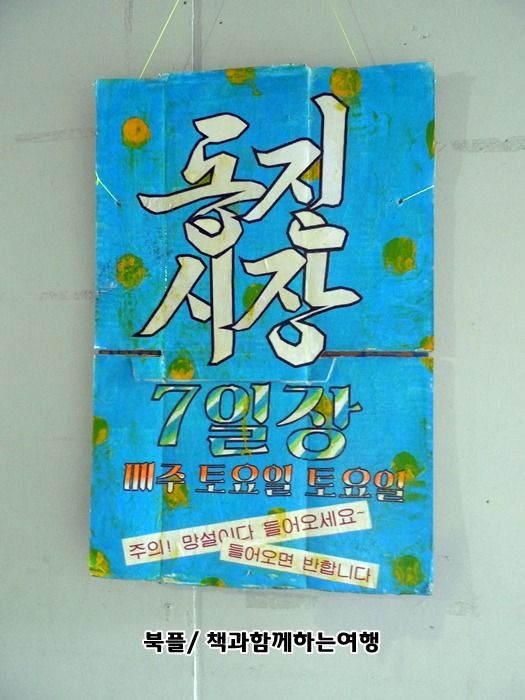 동진
시장
7일장
매주 토요일 토요일
주의! 망설이다 들어오세요~
들어오면 반합니다
북플/ 책과함께하는여행